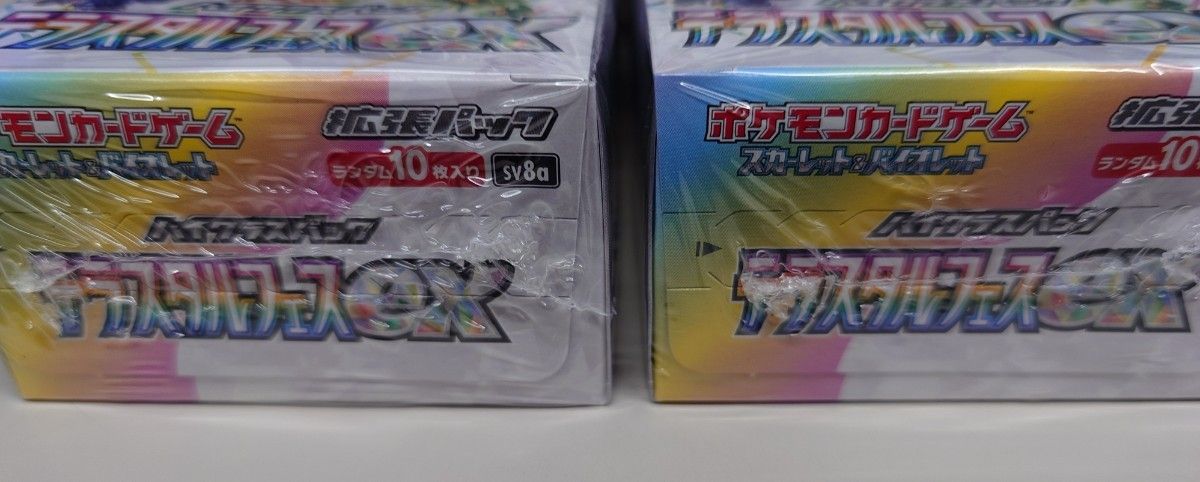 テラスタルフェスex
モンカードゲーム
カーレット&バイオレット
拡張パック
ランダム10枚入り
sv8a
ハイクラスパック
テラスタルフェスex
テラスタルフェスex
ポケモンカードゲーム
スカーレット&バイオレット
拡張
ランダム10
ハイクラスパック
テラスタルフェスex